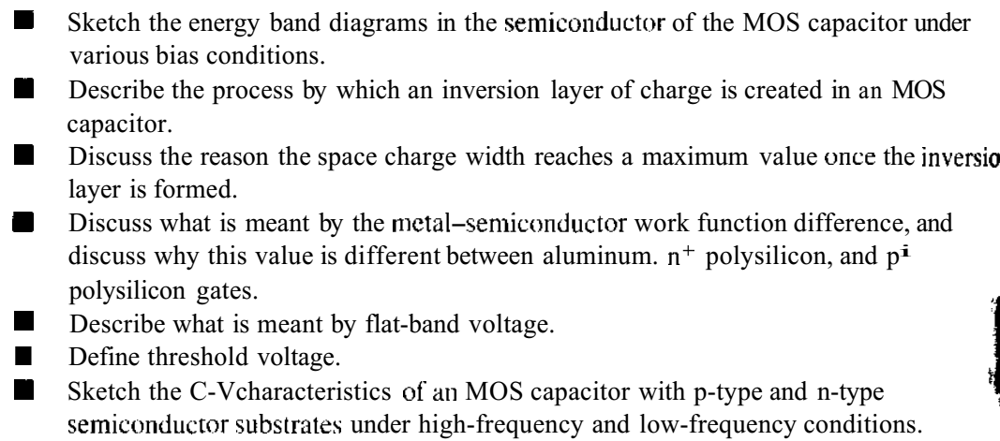 ■ Sketch the energy band diagrams in the semiconductor of the MOS capacitor under
various bias conditions.
■ Describe the process by which an inversion layer of charge is created in an MOS
capacitor.
■ Discuss the reason the space charge width reaches a maximum value once the inversio
layer is formed.
■ Discuss what is meant by the metal–semiconductor work function difference, and
discuss why this value is different between aluminum. n⁺ polysilicon, and pⁱ
polysilicon gates.
■ Describe what is meant by flat-band voltage.
■ Define threshold voltage.
■ Sketch the C-Vcharacteristics of an MOS capacitor with p-type and n-type
semiconductor substrates under high-frequency and low-frequency conditions.